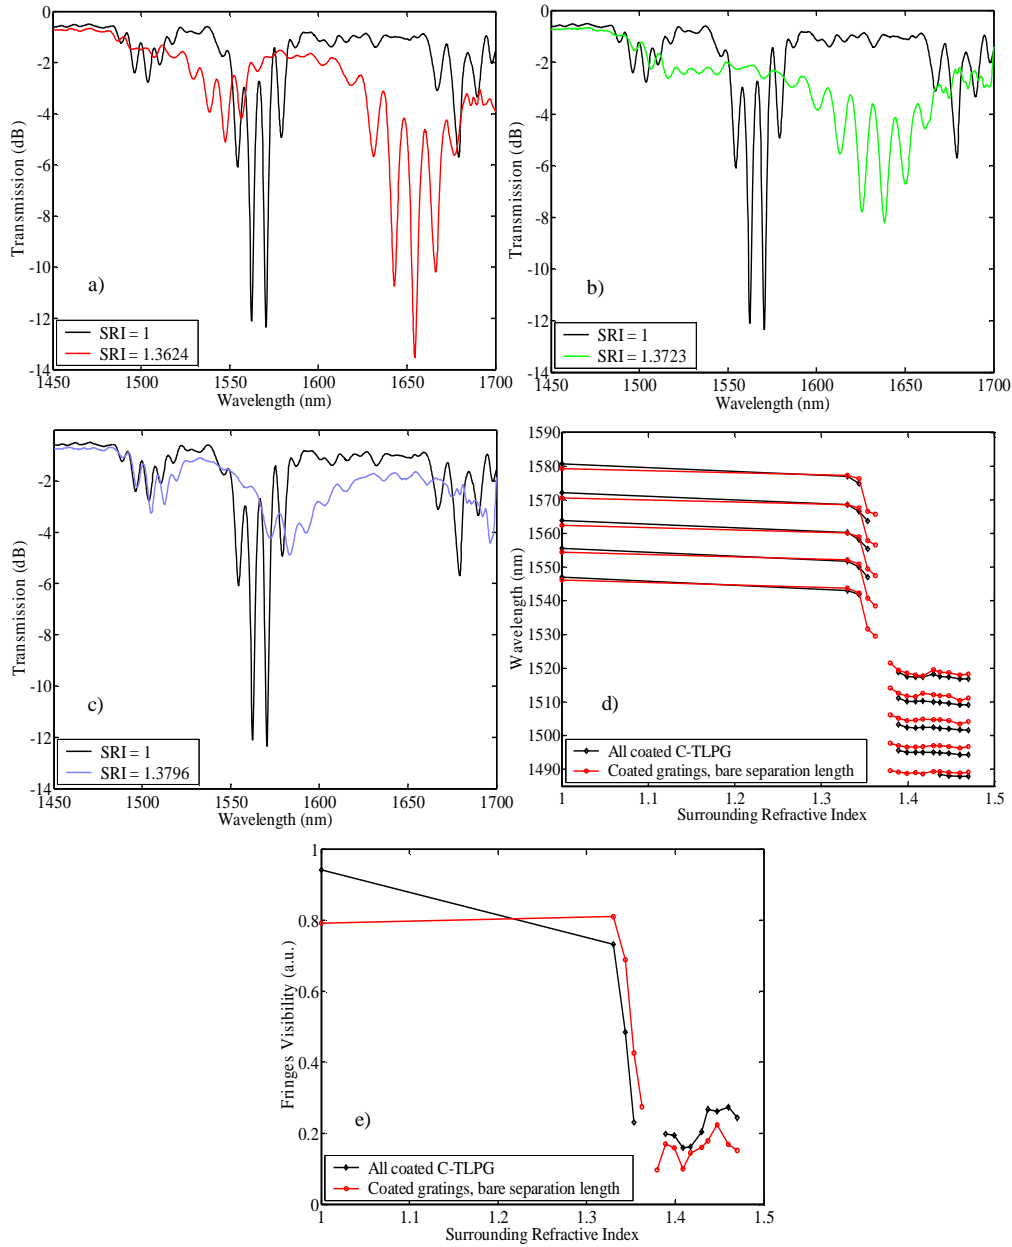 0
-2
-4
-6
-8
-10
-12
-14
Transmission (dB)
a)
SRI = 1
SRI = 1.3624
1450
1500
1550
1600
1650
1700
Wavelength (nm)
0
-2
-4
-6
-8
-10
-12
-14
Transmission (dB)
b)
SRI = 1
SRI = 1.3723
1450
1500
1550
1600
1650
1700
Wavelength (nm)
-2
-4
-6
-8
-10
-12
-14
Transmission (dB)
c)
SRI = 1
SRI = 1.3796
1450
1500
1550
1600
1650
1700
Wavelength (nm)
1590
1580
1570
1560
1550
1540
1530
1520
1510
1500
1490
Wavelength (nm)
d)
All coated C-TLPG
Coated gratings, bare separation length
1
1.1
1.2
1.3
1.4
1.5
Surrounding Refractive Index
1
0.8
0.6
0.4
0.2
0
Fringes Visibility (a.u.)
e)
All coated C-TLPG
Coated gratings, bare separation length
1
1.1
1.2
1.3
1.4
1.5
Surrounding Refractive Index